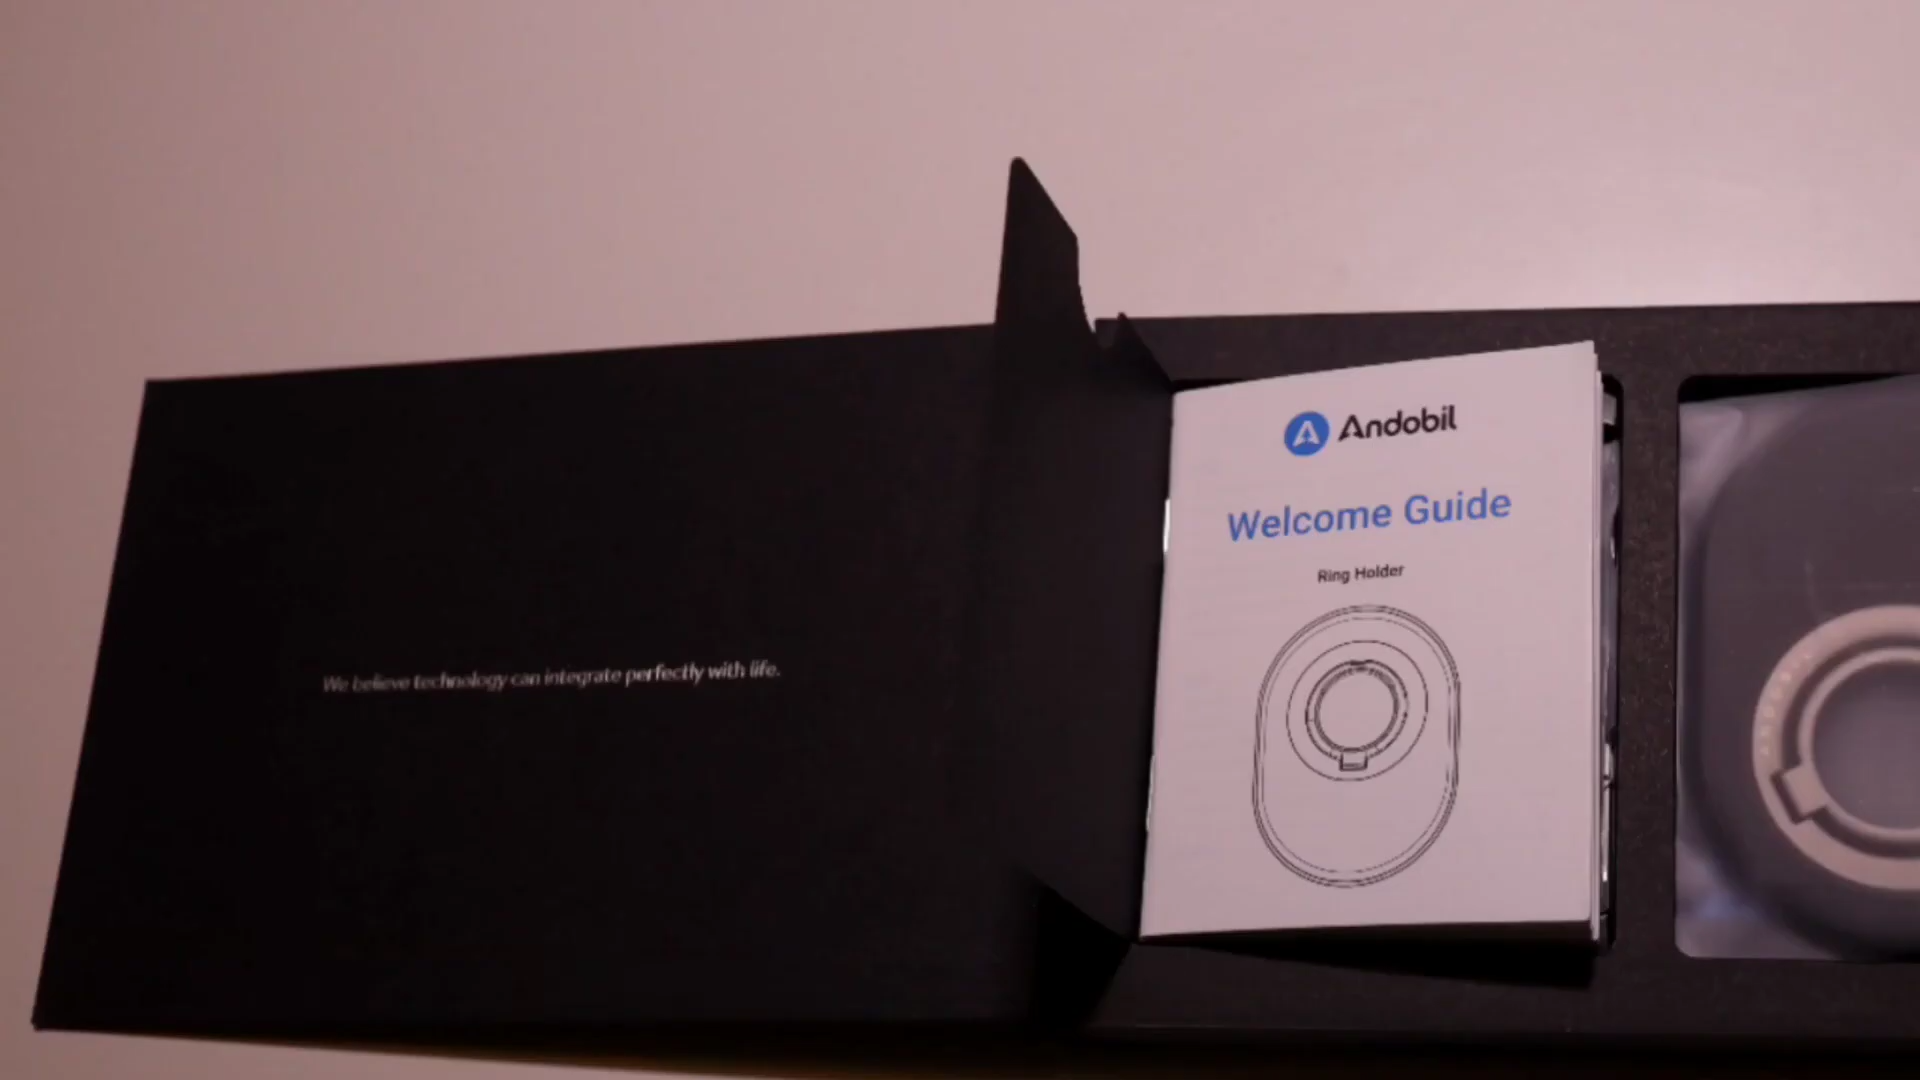 We believe technology can integrate perfectly with life.
Andobil
Welcome Guide
Ring Holder